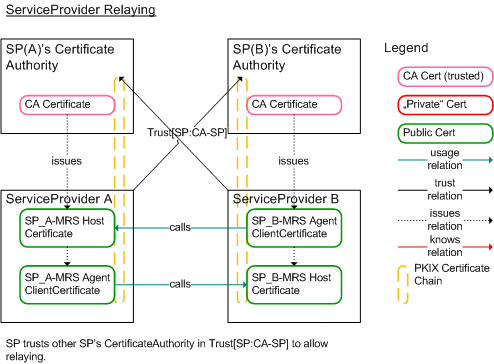 ServiceProvider Relaying
SP(A)'s Certificate
Authority
SP(B)'s Certificate
Authority
CA Certificate
CA Certificate
Trust[SP:CA-SP]
issues
issues
ServiceProvider A
ServiceProvider B
SP_A-MRS Host
Certificate
calls
SP_B-MRS Agent
ClientCertificate
SP_A-MRS Agent
ClientCertificate
calls
SP_B-MRS Host
Certificate
SP trusts other SP's CertificateAuthority in Trust[SP:CA-SP] to allow
relaying.
Legend
CA Cert (trusted)
„Private“ Cert
Public Cert
usage
relation
trust
relation
issues
relation
knows
relation
PKIX Certificate
Chain